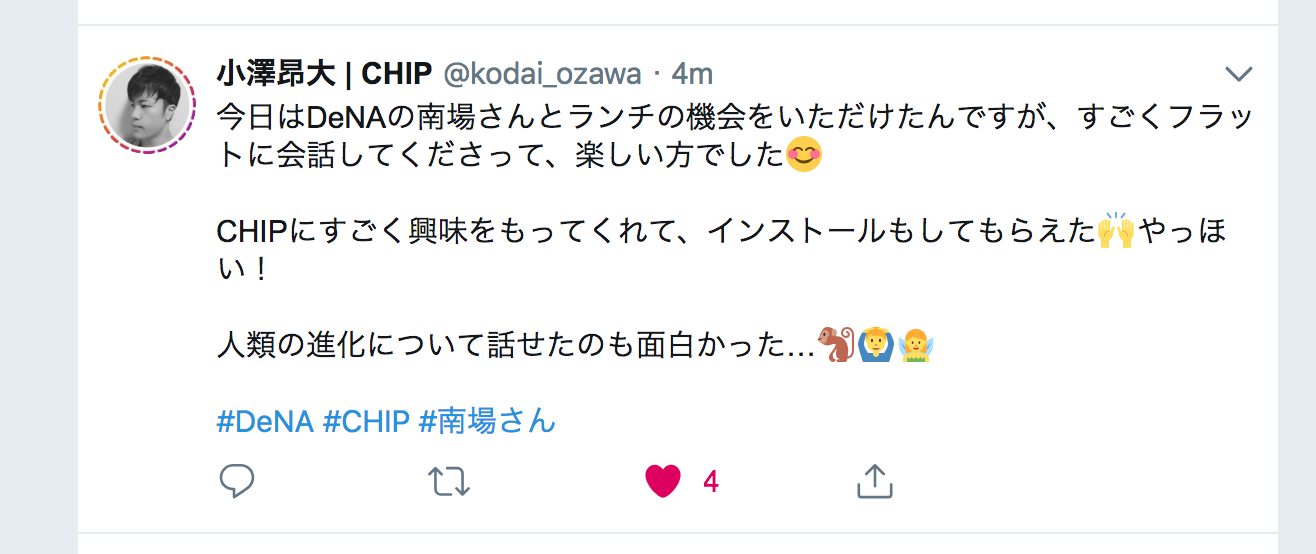 小澤昂大 | CHIP @kodai_ozawa · 4m
今日はDeNAの南場さんとランチの機会をいただけたんですが、すごくフラッ
トに会話してくださって、楽しい方でした😊
CHIPにすごく興味をもってくれて、インストールもしてもらえた🙌やっほ
い！
人類の進化について話せたのも面白かった…🐒🙆‍♂️🧚
#DeNA #CHIP #南場さん
4